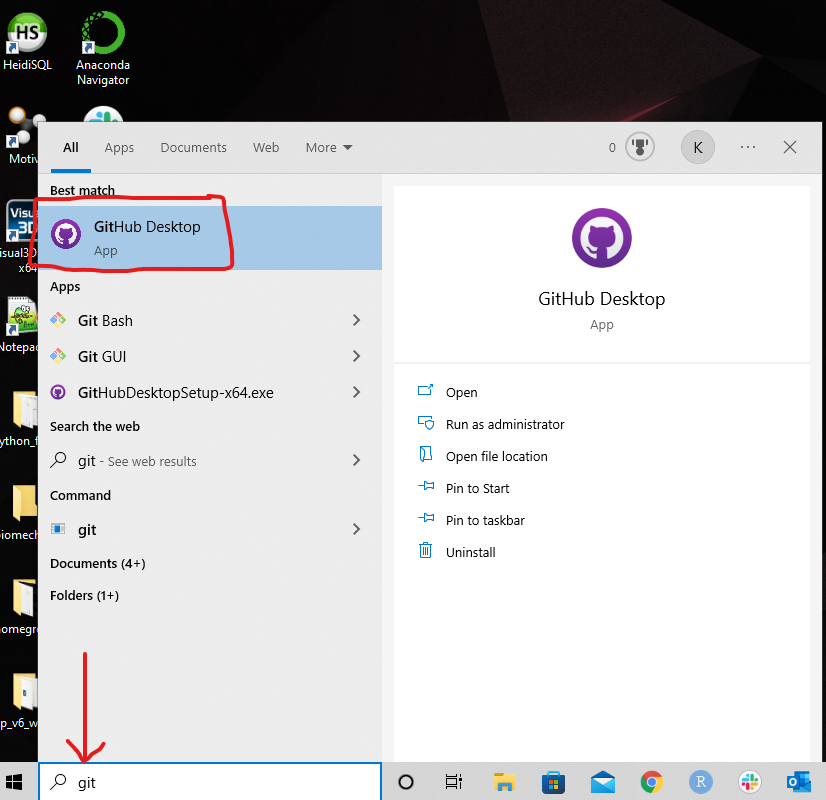 HS
HeidiSQL
Anaconda
Navigator
Motiv
All Apps Documents Web More 0 K ...
Best match
GitHub Desktop
App
Apps
Git Bash
Git GUI
GitHubDesktopSetup-x64.exe
Search the web
git - See web results
Command
git
Documents (4+)
Folders (1+)
GitHub Desktop
App
Open
Run as administrator
Open file location
Pin to Start
Pin to taskbar
Uninstall
Visu
3D
isual3D
x64
Notepad
ython_f
biomech
omegro
p_v6_w
git
R